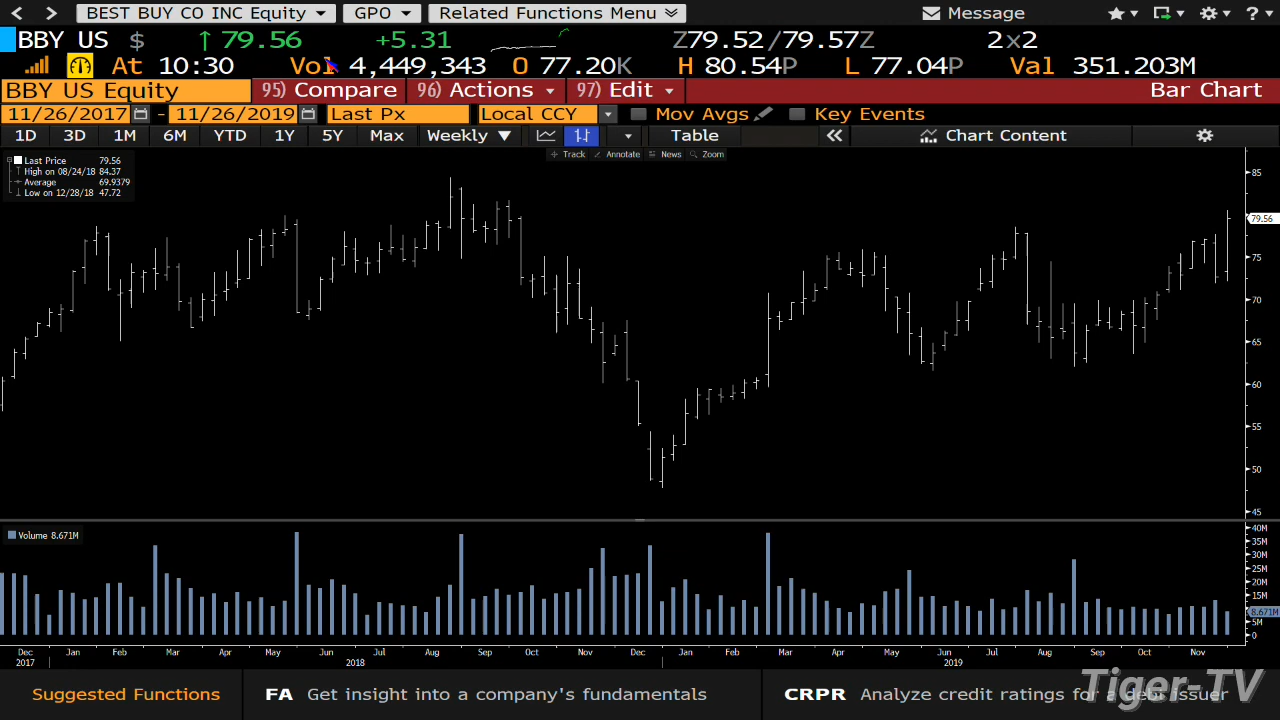 BEST BUY CO INC Equity GPO Related Functions Menu Message ?
BBY US $ ↑ 79.56 +5.31 Z79.52/79.57Z 2x2
At 10:30 Vol 4,449,343 O 77.20K H 80.54P L 77.04P Val 351.203M
BBY US Equity 95) Compare 96) Actions 97) Edit Bar Chart
11/26/2017 - 11/26/2019 Last Px Local CCY Mov Avgs Key Events
1D 3D 1M 6M YTD 1Y 5Y Max Weekly ▼ Table « Chart Content
Track Annotate News Zoom
Last Price 79.56
High on 08/24/18 84.37
Average 69.9379
Low on 12/28/18 47.72
85
79.56
75
70
65
60
55
50
45
Volume 8.671M
40M
35M
30M
25M
20M
15M
8.671M
5M
0
Dec Jan Feb Mar Apr May Jun Jul Aug Sep Oct Nov Dec Jan Feb Mar Apr May Jun Jul Aug Sep Oct Nov
2017 2018 2019
Suggested Functions FA Get insight into a company's fundamentals CRPR Analyze credit ratings for a debt issuer
Tiger-TV